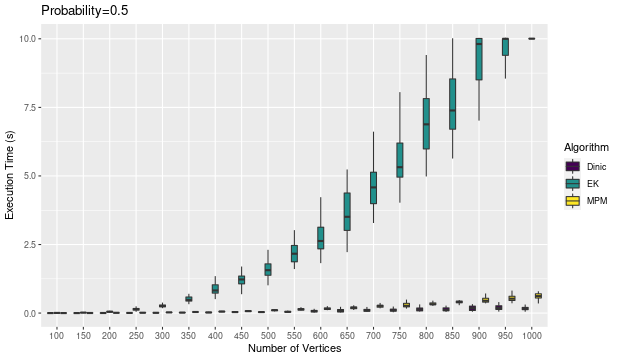 Probability=0.5
Execution Time (s)
10.0
7.5
5.0
2.5
0.0
100 150 200 250 300 350 400 450 500 550 600 650 700 750 800 850 900 950 1000
Number of Vertices
Algorithm
Dinic
EK
MPM